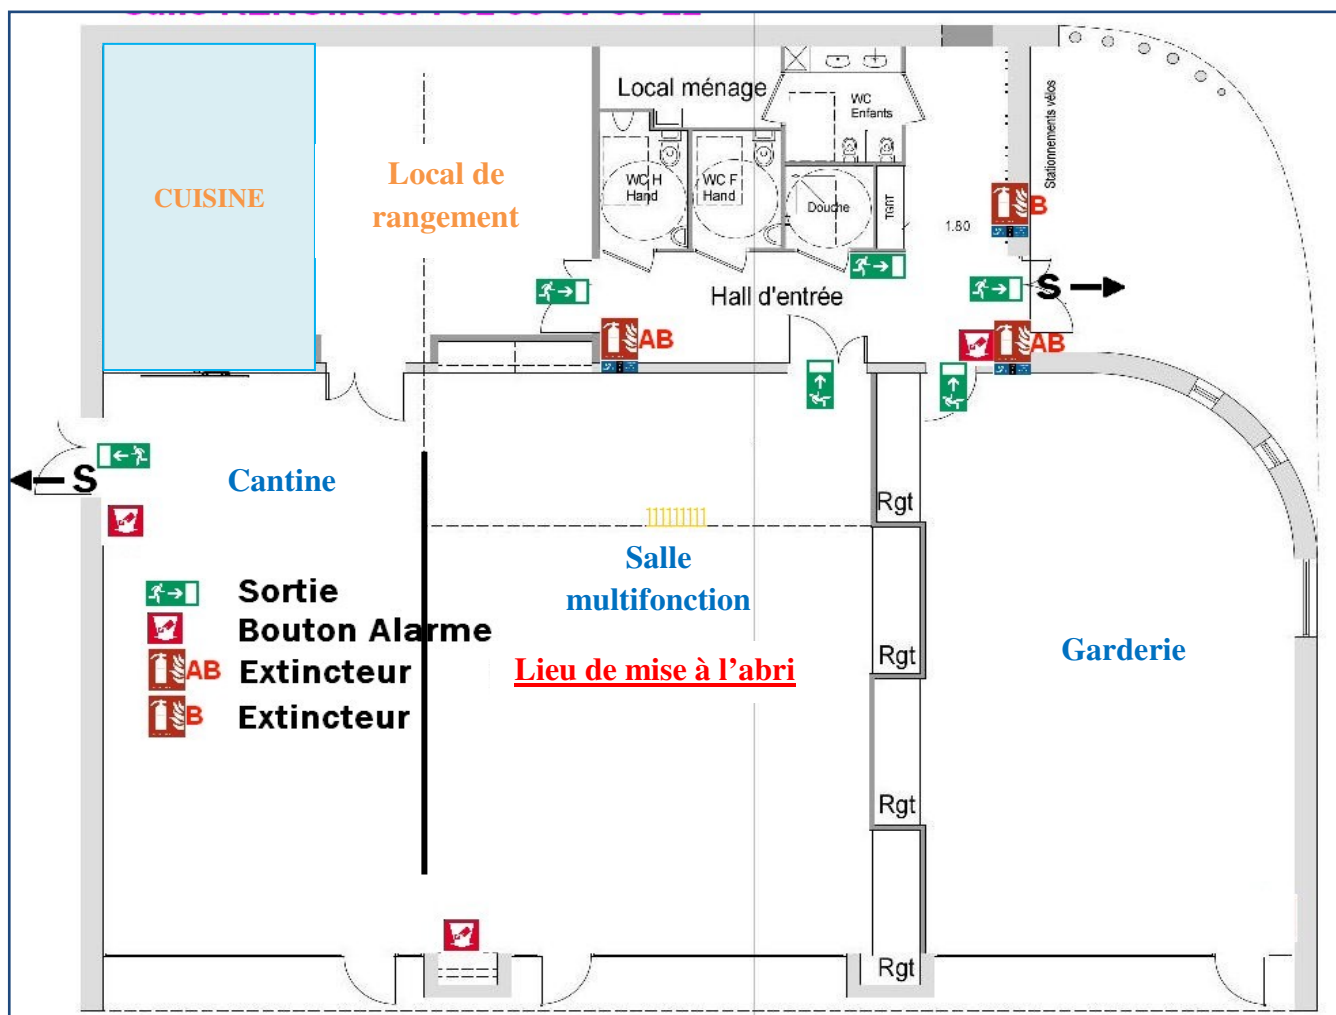 Local ménage
WC
Enfants
Stationnements vélos
Local de
rangement
CUISINE
WC H
Hand
WC F
Hand
Douche
TGBT
B
1.80
S
Hall d'entrée
AB
AB
Cantine
S
Rgt
Salle
multifonction
Sortie
Bouton Alarme
AB Extincteur
B Extincteur
Lieu de mise à l'abri
Rgt
Garderie
Rgt
Rgt